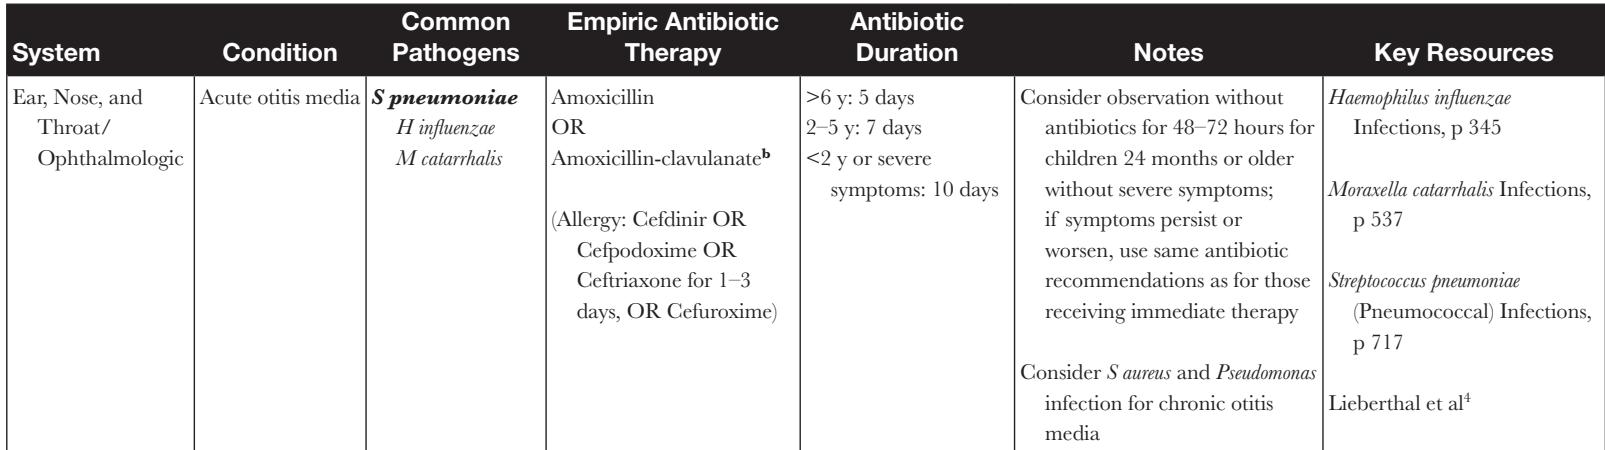 System
Condition
Common
Pathogens
Empiric Antibiotic
Therapy
Antibiotic
Duration
Notes
Key Resources
Ear, Nose, and
Throat/
Ophthalmologic
Acute otitis media
S pneumoniae
H influenzae
M catarrhalis
Amoxicillin
OR
Amoxicillin-clavulanateᵇ
(Allergy: Cefdinir OR
Cefpodoxime OR
Ceftriaxone for 1–3
days, OR Cefuroxime)
>6 y: 5 days
2–5 y: 7 days
<2 y or severe
symptoms: 10 days
Consider observation without
antibiotics for 48–72 hours for
children 24 months or older
without severe symptoms;
if symptoms persist or
worsen, use same antibiotic
recommendations as for those
receiving immediate therapy
Consider S aureus and Pseudomonas
infection for chronic otitis
media
Haemophilus influenzae
Infections, p 345
Moraxella catarrhalis Infections,
p 537
Streptococcus pneumoniae
(Pneumococcal) Infections,
p 717
Lieberthal et al⁴